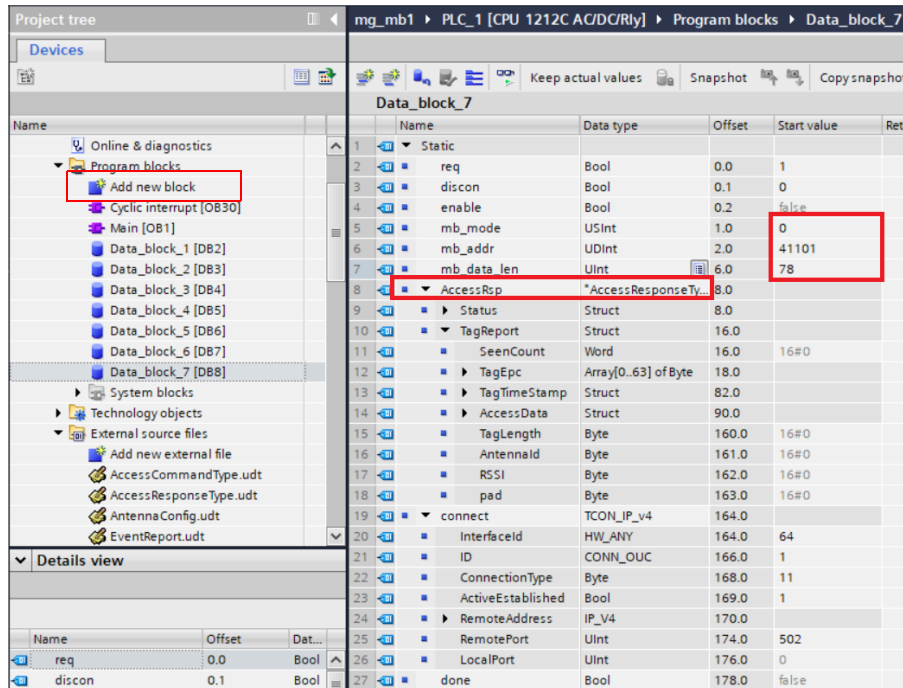 Project tree
mg_mb1 ▸ PLC_1 [CPU 1212C AC/DC/Rly] ▸ Program blocks ▸ Data_block_7
Devices
Keep actual values Snapshot Copy snapsho
Data_block_7
Name
Online & diagnostics
Program blocks
Add new block
Cyclic interrupt [OB30]
Main [OB1]
Data_block_1 [DB2]
Data_block_2 [DB3]
Data_block_3 [DB4]
Data_block_4 [DB5]
Data_block_5 [DB6]
Data_block_6 [DB7]
Data_block_7 [DB8]
System blocks
Technology objects
External source files
Add new external file
AccessCommandType.udt
AccessResponseType.udt
AntennaConfig.udt
EventReport.udt
Details view
Name Offset Dat...
req 0.0 Bool
discon 0.1 Bool
Name Data type Offset Start value Ret
1 Static
2 req Bool 0.0 1
3 discon Bool 0.1 0
4 enable Bool 0.2 false
5 mb_mode USInt 1.0 0
6 mb_addr UDInt 2.0 41101
7 mb_data_len UInt 6.0 78
8 AccessRsp "AccessResponseTy... 8.0
9 Status Struct 8.0
10 TagReport Struct 16.0
11 SeenCount Word 16.0 16#0
12 TagEpc Array[0..63] of Byte 18.0
13 TagTimeStamp Struct 82.0
14 AccessData Struct 90.0
15 TagLength Byte 160.0 16#0
16 AntennaId Byte 161.0 16#0
17 RSSI Byte 162.0 16#0
18 pad Byte 163.0 16#0
19 connect TCON_IP_v4 164.0
20 InterfaceId HW_ANY 164.0 64
21 ID CONN_OUC 166.0 1
22 ConnectionType Byte 168.0 11
23 ActiveEstablished Bool 169.0 1
24 RemoteAddress IP_V4 170.0
25 RemotePort UInt 174.0 502
26 LocalPort UInt 176.0 0
27 done Bool 178.0 false